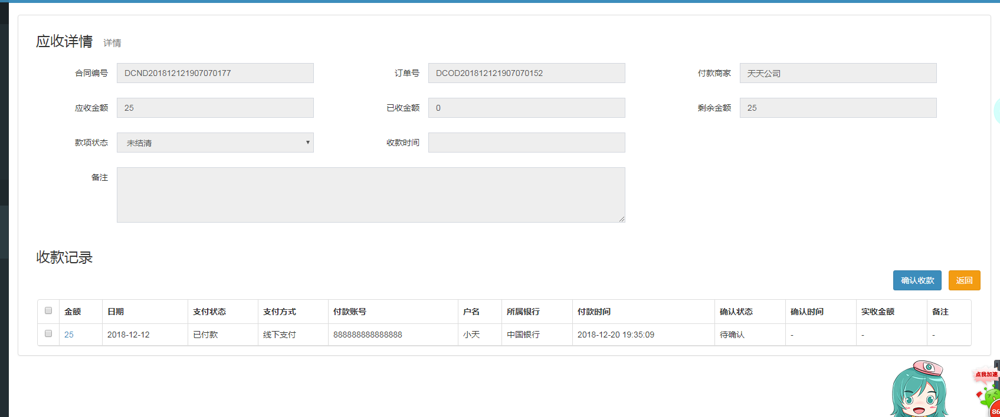 应收详情 详情
合同编号 DCND201812121907070177 订单号 DCOD201812121907070152 付款商家 天天公司
应收金额 25 已收金额 0 剩余金额 25
款项状态 未结清 收款时间
备注
收款记录
确认收款 返回
金额 日期 支付状态 支付方式 付款账号 户名 所属银行 付款时间 确认状态 确认时间 实收金额 备注
25 2018-12-12 已付款 线下支付 888888888888888 小天 中国银行 2018-12-20 19:35:09 待确认 - - -
点我加速
86